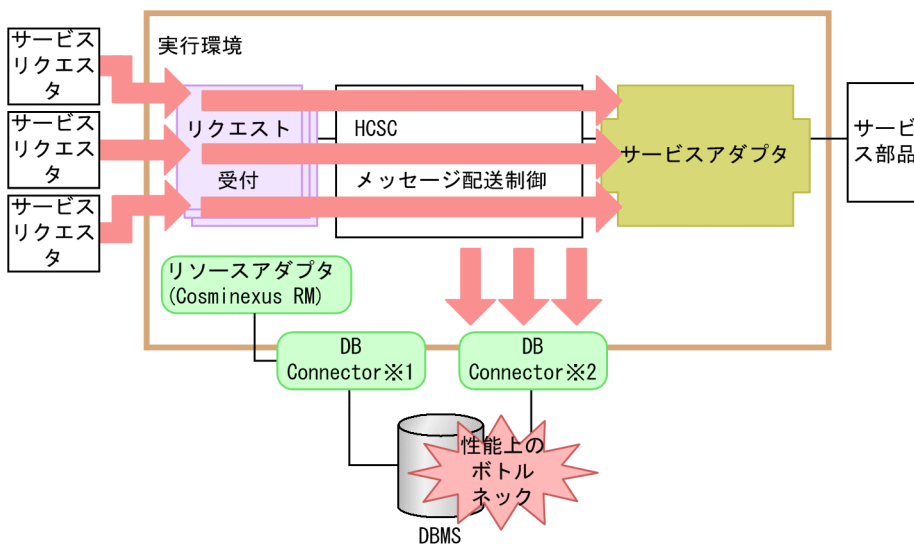 サービス
リクエス
タ
サービス
リクエス
タ
サービス
リクエス
タ
実行環境
リクエスト
受付
HCSC
メッセージ配送制御
サービスアダプタ
サービ
ス部品
リソースアダプタ
(Cosminexus RM)
DB
Connector※1
DB
Connector※2
性能上の
ボトル
ネック
DBMS